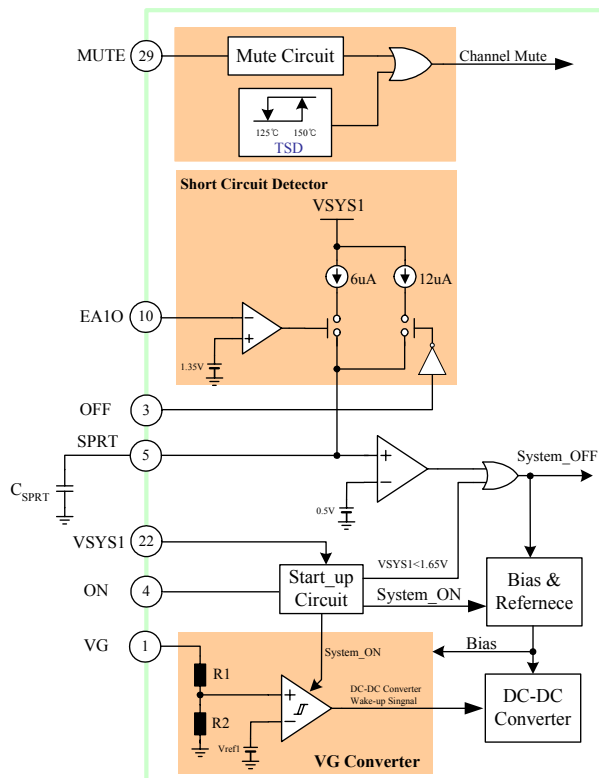 MUTE
29
Mute Circuit
Channel Mute
125℃
150℃
TSD
Short Circuit Detector
VSYS1
6uA
12uA
EA1O
10
1.35V
OFF
3
SPRT
5
System_OFF
C SPRT
0.5V
VSYS1
22
VSYS1<1.65V
ON
4
Start_up
Circuit
System_ON
Bias &
Refernece
VG
1
System_ON
Bias
R1
DC-DC Converter
Wake-up Singnal
DC-DC
Converter
R2
Vref1
VG Converter